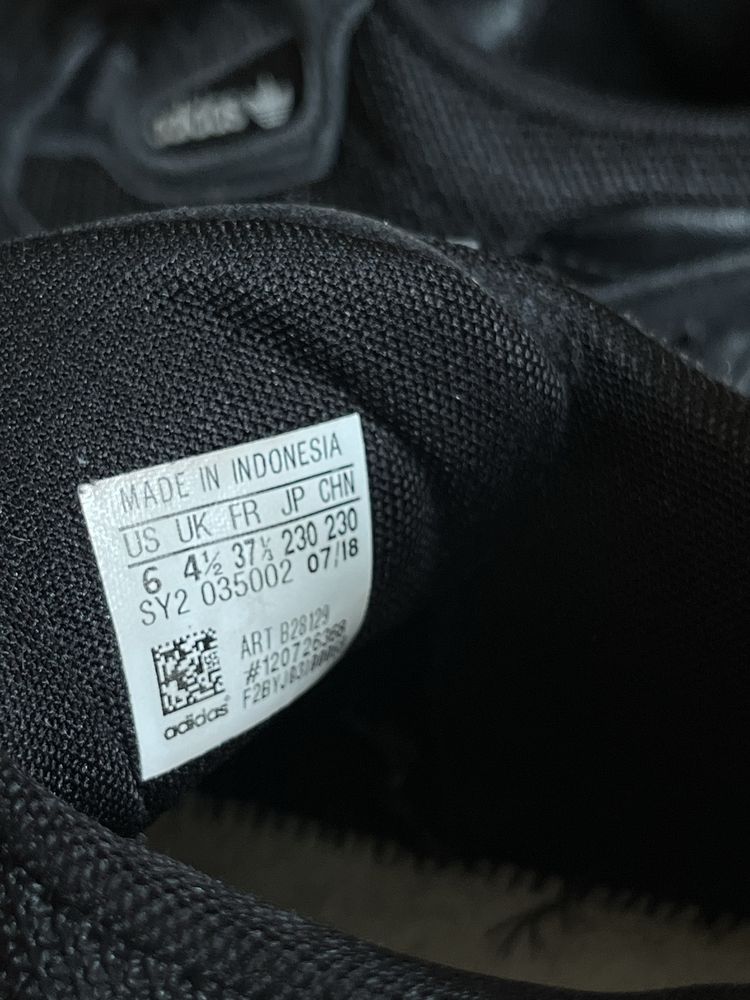 adidas
MADE IN INDONESIA
US UK FR JP CHN
6 4½ 37⅓ 230 230
SY2 035002 07/18
ART B28129
#120726368
adidas